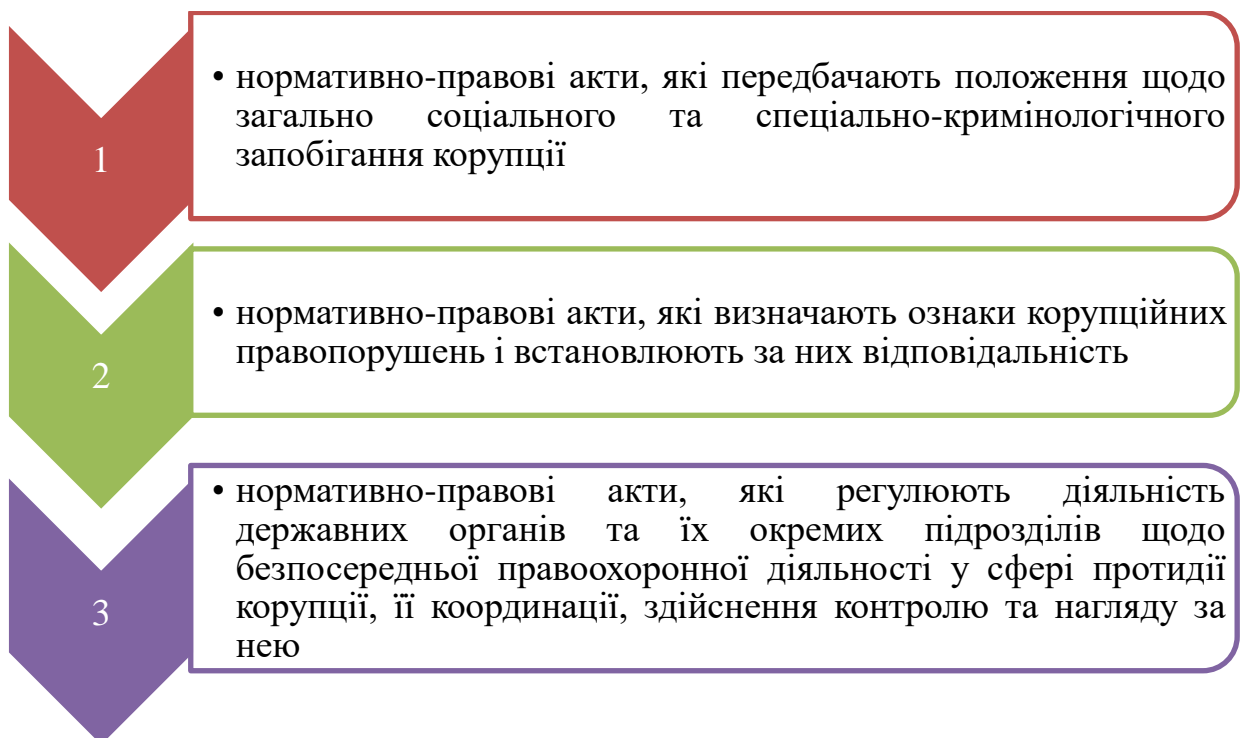 1
• нормативно-правові акти, які передбачають положення щодо
загально соціального та спеціально-кримінологічного
запобігання корупції
2
• нормативно-правові акти, які визначають ознаки корупційних
правопорушень і встановлюють за них відповідальність
3
• нормативно-правові акти, які регулюють діяльність
державних органів та їх окремих підрозділів щодо
безпосередньої правоохоронної діяльності у сфері протидії
корупції, її координації, здійснення контролю та нагляду за
нею